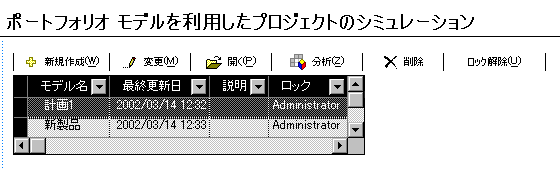 ポートフォリオ モデルを利用したプロジェクトのシミュレーション
新規作成(W) 変更(M) 開く(P) 分析(Z) 削除 ロック解除(U)
モデル名 最終更新日 説明 ロック
計画1 2002/03/14 12:32 Administrator
新製品 2002/03/14 12:33 Administrator